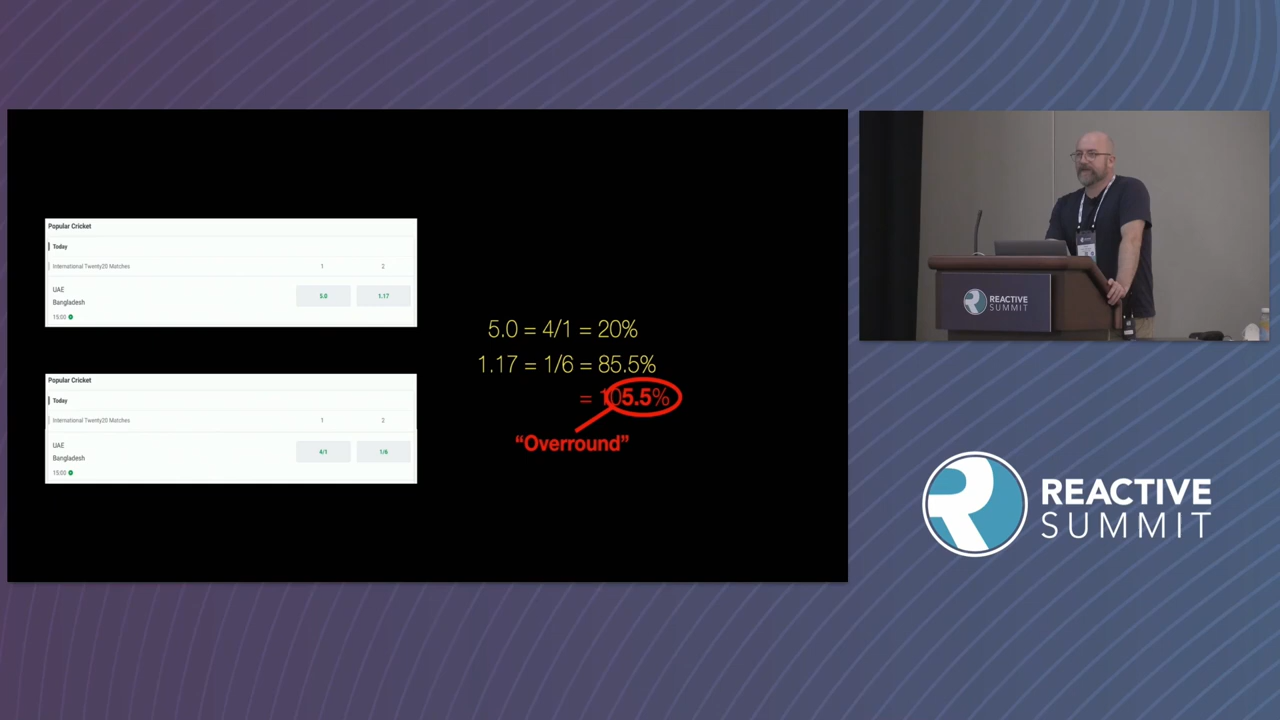 Popular Cricket
Today
International Twenty20 Matches 1 2
UAE
Bangladesh
5.0 1.17
15:00
Popular Cricket
Today
International Twenty20 Matches 1 2
UAE
Bangladesh
4/1 1/6
15:00
5.0 = 4/1 = 20%
1.17 = 1/6 = 85.5%
= 105.5%
“Overround”
REACTIVE
SUMMIT
REACTIVE
SUMMIT